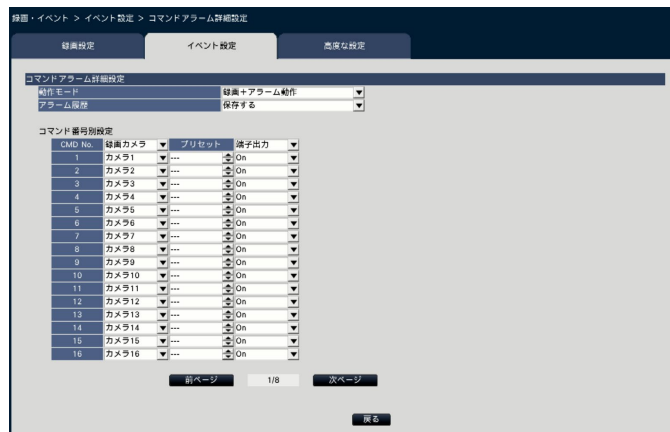 録画・イベント > イベント設定 > コマンドアラーム詳細設定
録画設定 イベント設定 高度な設定
コマンドアラーム詳細設定
動作モード 録画+アラーム動作
アラーム履歴 保存する
コマンド番号別設定
CMD No. 録画カメラ プリセット 端子出力
1 カメラ1 --- On
2 カメラ2 --- On
3 カメラ3 --- On
4 カメラ4 --- On
5 カメラ5 --- On
6 カメラ6 --- On
7 カメラ7 --- On
8 カメラ8 --- On
9 カメラ9 --- On
10 カメラ10 --- On
11 カメラ11 --- On
12 カメラ12 --- On
13 カメラ13 --- On
14 カメラ14 --- On
15 カメラ15 --- On
16 カメラ16 --- On
前ページ 1/8 次ページ
戻る